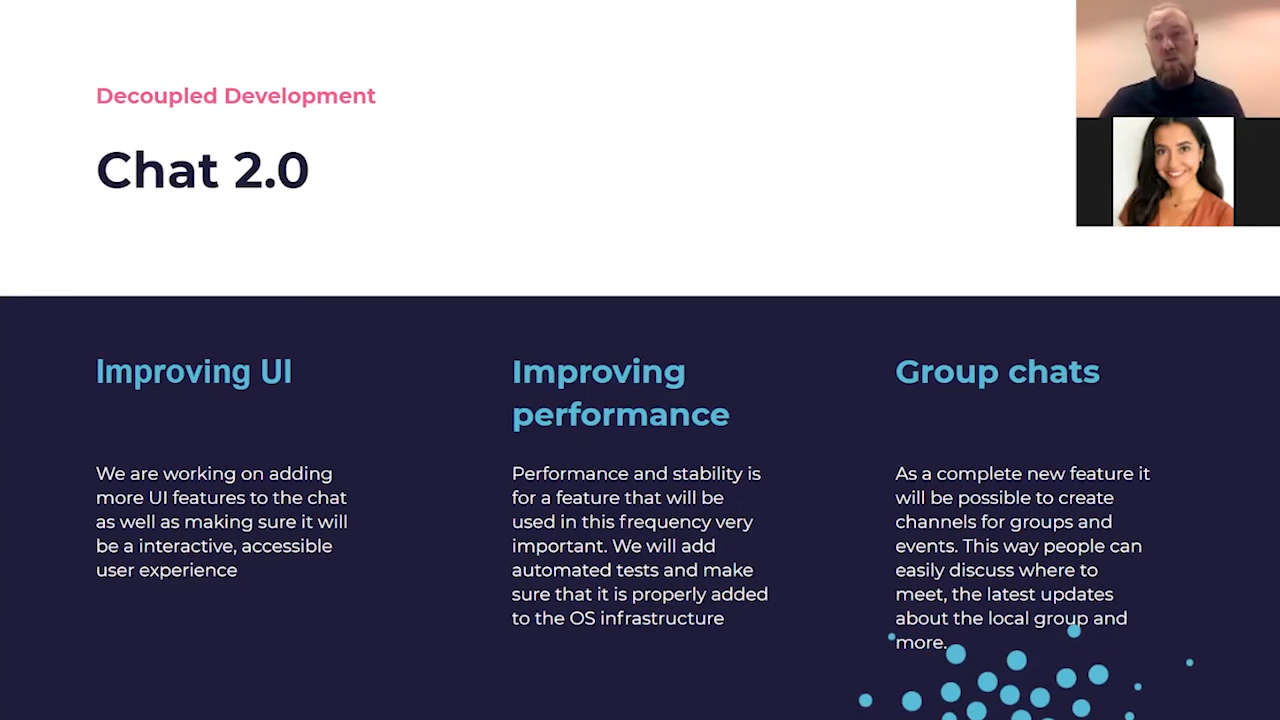 Decoupled Development
Chat 2.0
Improving UI
We are working on adding
more UI features to the chat
as well as making sure it will
be a interactive, accessible
user experience
Improving
performance
Performance and stability is
for a feature that will be
used in this frequency very
important. We will add
automated tests and make
sure that it is properly added
to the OS infrastructure
Group chats
As a complete new feature it
will be possible to create
channels for groups and
events. This way people can
easily discuss where to
meet, the latest updates
about the local group and
more.